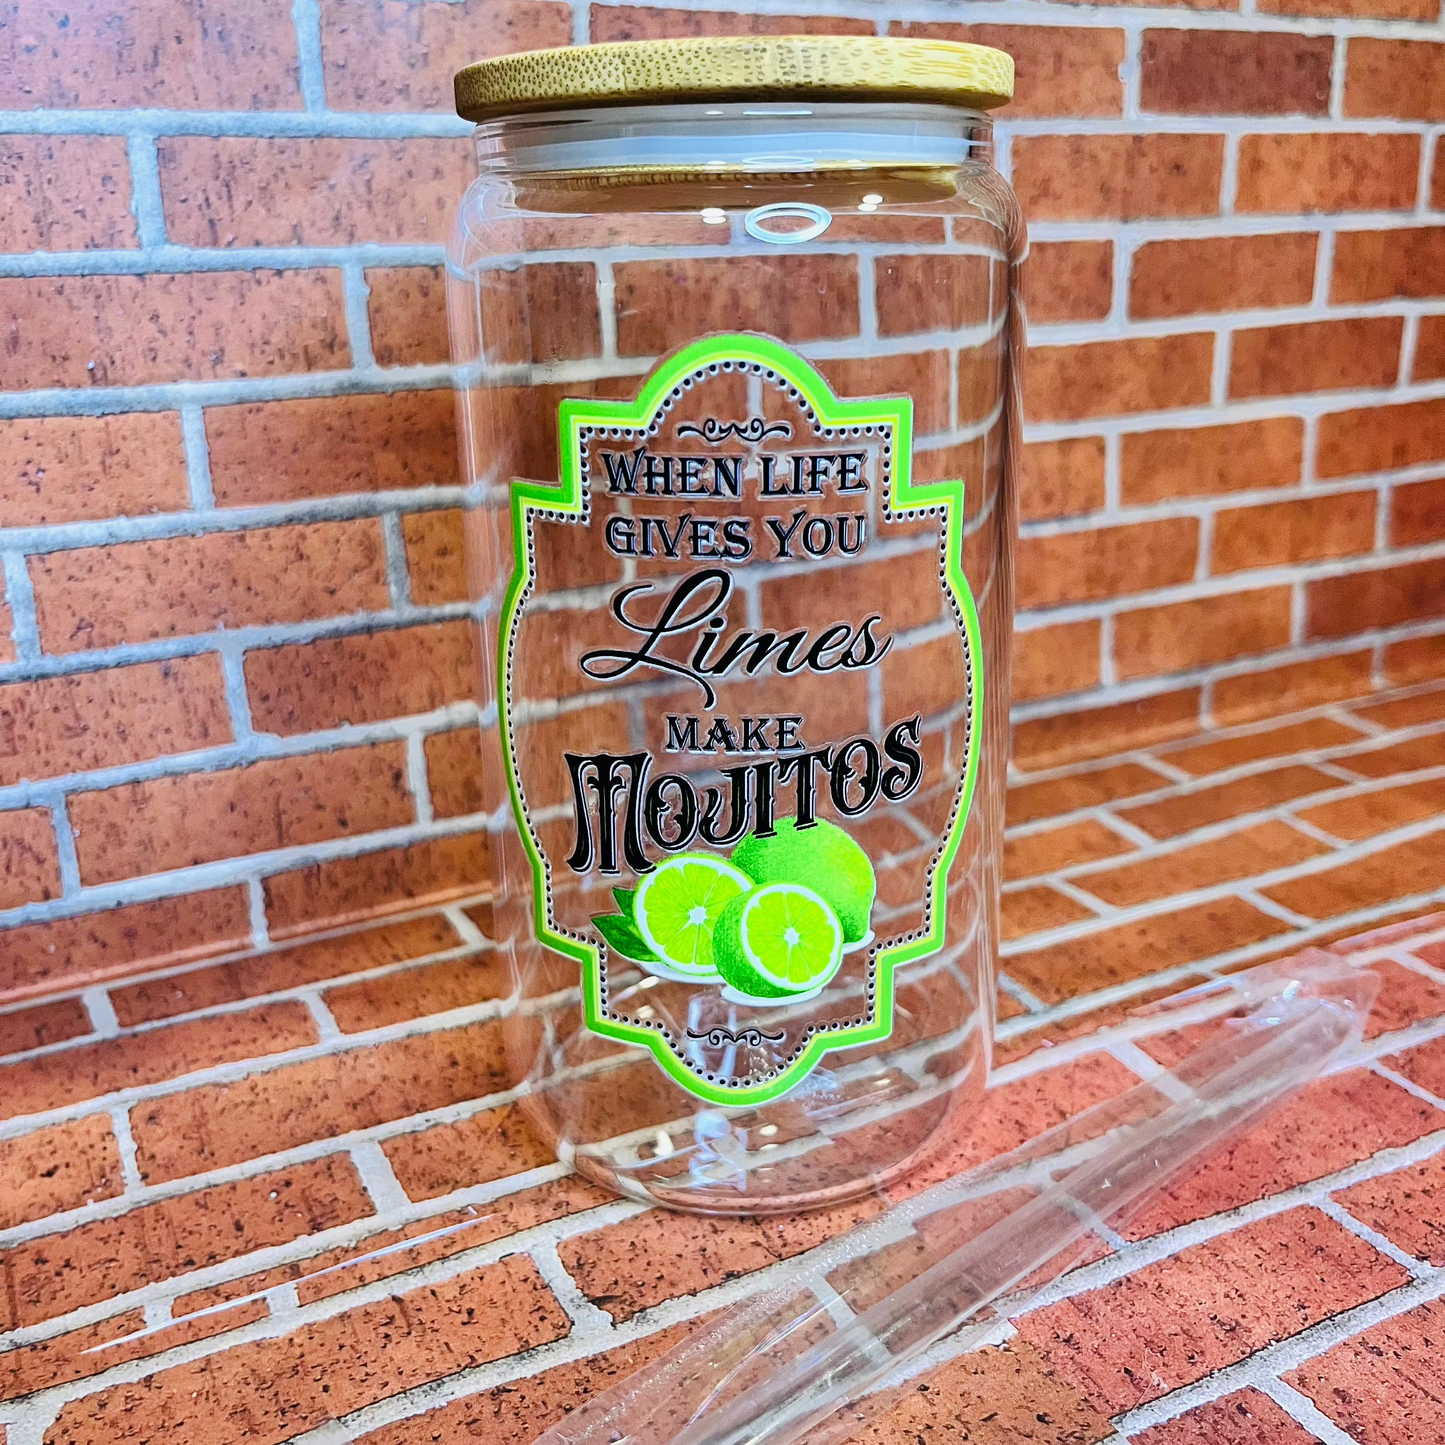 WHEN LIFE
GIVES YOU
Limes
MAKE
MOJITOS